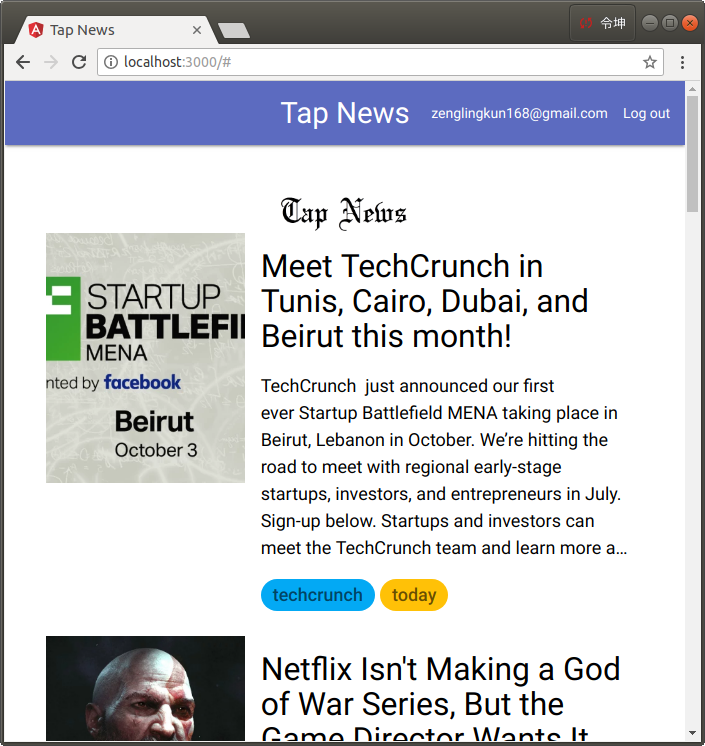 Tap News
令坤
localhost:3000/#
Tap News
zenglingkun168@gmail.com
Log out
Tap News
STARTUP
BATTLEFI
MENA
nted by facebook
Beirut
October 3
Meet TechCrunch in
Tunis, Cairo, Dubai, and
Beirut this month!
TechCrunch  just announced our first
ever Startup Battlefield MENA taking place in
Beirut, Lebanon in October. We’re hitting the
road to meet with regional early-stage
startups, investors, and entrepreneurs in July.
Sign-up below. Startups and investors can
meet the TechCrunch team and learn more a…
techcrunch
today
Netflix Isn't Making a God
of War Series, But the
Game Director Wants It